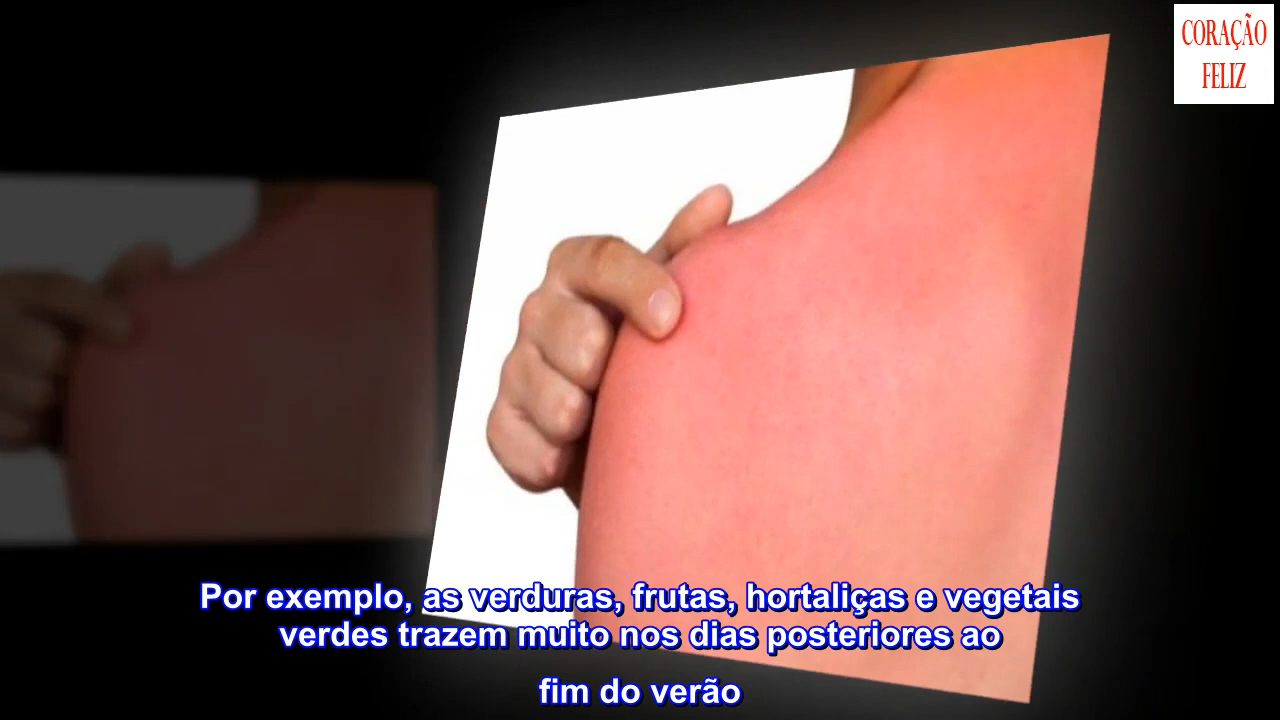 CORAÇÃO
FELIZ
Por exemplo, as verduras, frutas, hortaliças e vegetais
verdes trazem muito nos dias posteriores ao
fim do verão